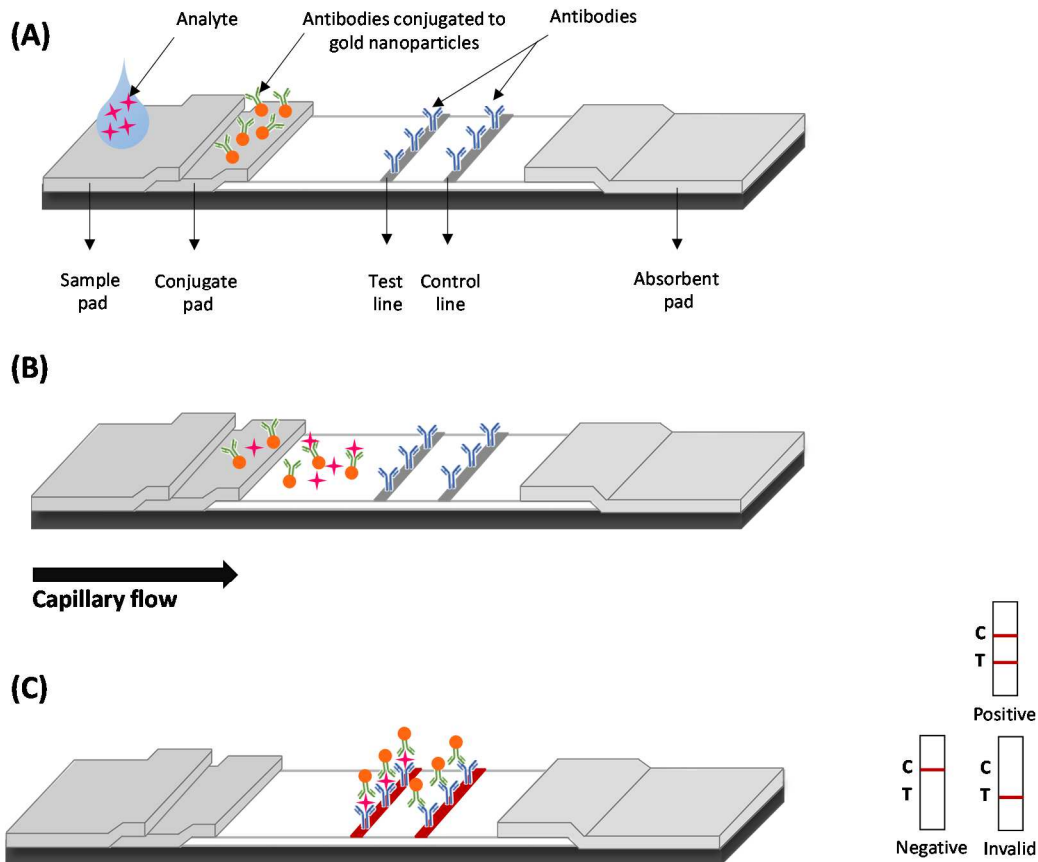 (A)
Analyte
Antibodies conjugated to
gold nanoparticles
Antibodies
Sample
pad
Conjugate
pad
Test
line
Control
line
Absorbent
pad
(B)
Capillary flow
(C)
C
T
Positive
C
T
Negative
C
T
Invalid